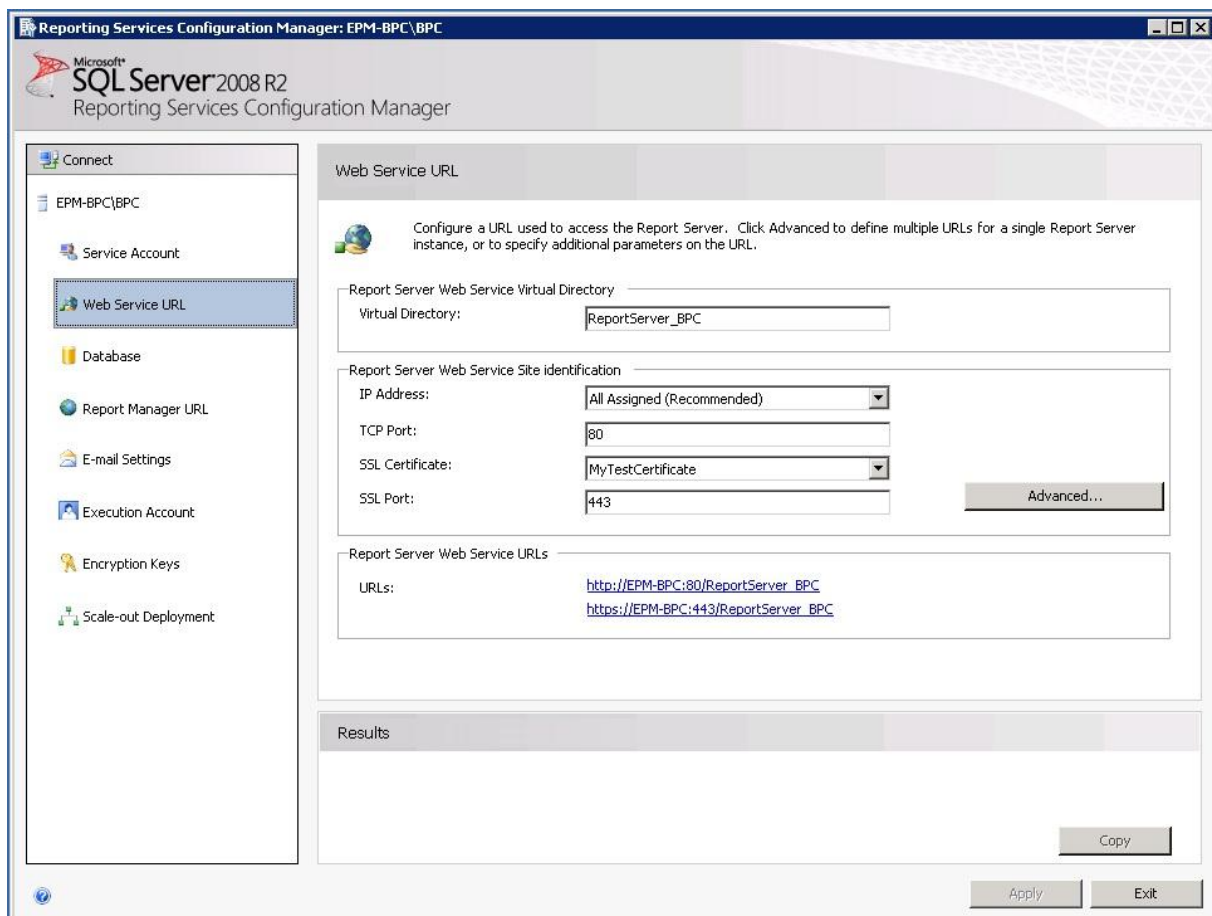 Reporting Services Configuration Manager: EPM-BPC\BPC
Microsoft®
SQL Server 2008 R2
Reporting Services Configuration Manager
Connect
EPM-BPC\BPC
Service Account
Web Service URL
Database
Report Manager URL
E-mail Settings
Execution Account
Encryption Keys
Scale-out Deployment
Web Service URL
Configure a URL used to access the Report Server. Click Advanced to define multiple URLs for a single Report Server
instance, or to specify additional parameters on the URL.
Report Server Web Service Virtual Directory
Virtual Directory: ReportServer_BPC
Report Server Web Service Site identification
IP Address: All Assigned (Recommended)
TCP Port: 80
SSL Certificate: MyTestCertificate
SSL Port: 443
Advanced...
Report Server Web Service URLs
URLs: http://EPM-BPC:80/ReportServer_BPC
https://EPM-BPC:443/ReportServer_BPC
Results
Copy
Apply Exit